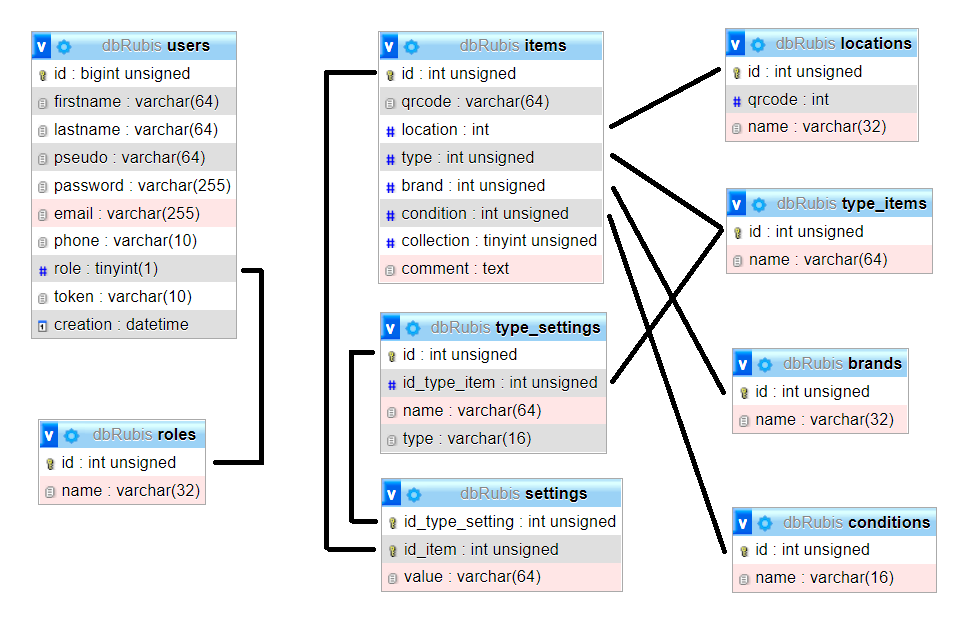 v dbRubis users
id : bigint unsigned
firstname : varchar(64)
lastname : varchar(64)
pseudo : varchar(64)
password : varchar(255)
email : varchar(255)
phone : varchar(10)
# role : tinyint(1)
token : varchar(10)
creation : datetime
v dbRubis roles
id : int unsigned
name : varchar(32)
v dbRubis items
id : int unsigned
qrcode : varchar(64)
# location : int
# type : int unsigned
# brand : int unsigned
# condition : int unsigned
# collection : tinyint unsigned
comment : text
v dbRubis type_settings
id : int unsigned
# id_type_item : int unsigned
name : varchar(64)
type : varchar(16)
v dbRubis settings
id_type_setting : int unsigned
id_item : int unsigned
value : varchar(64)
v dbRubis locations
id : int unsigned
# qrcode : int
name : varchar(32)
v dbRubis type_items
id : int unsigned
name : varchar(64)
v dbRubis brands
id : int unsigned
name : varchar(32)
v dbRubis conditions
id : int unsigned
name : varchar(16)